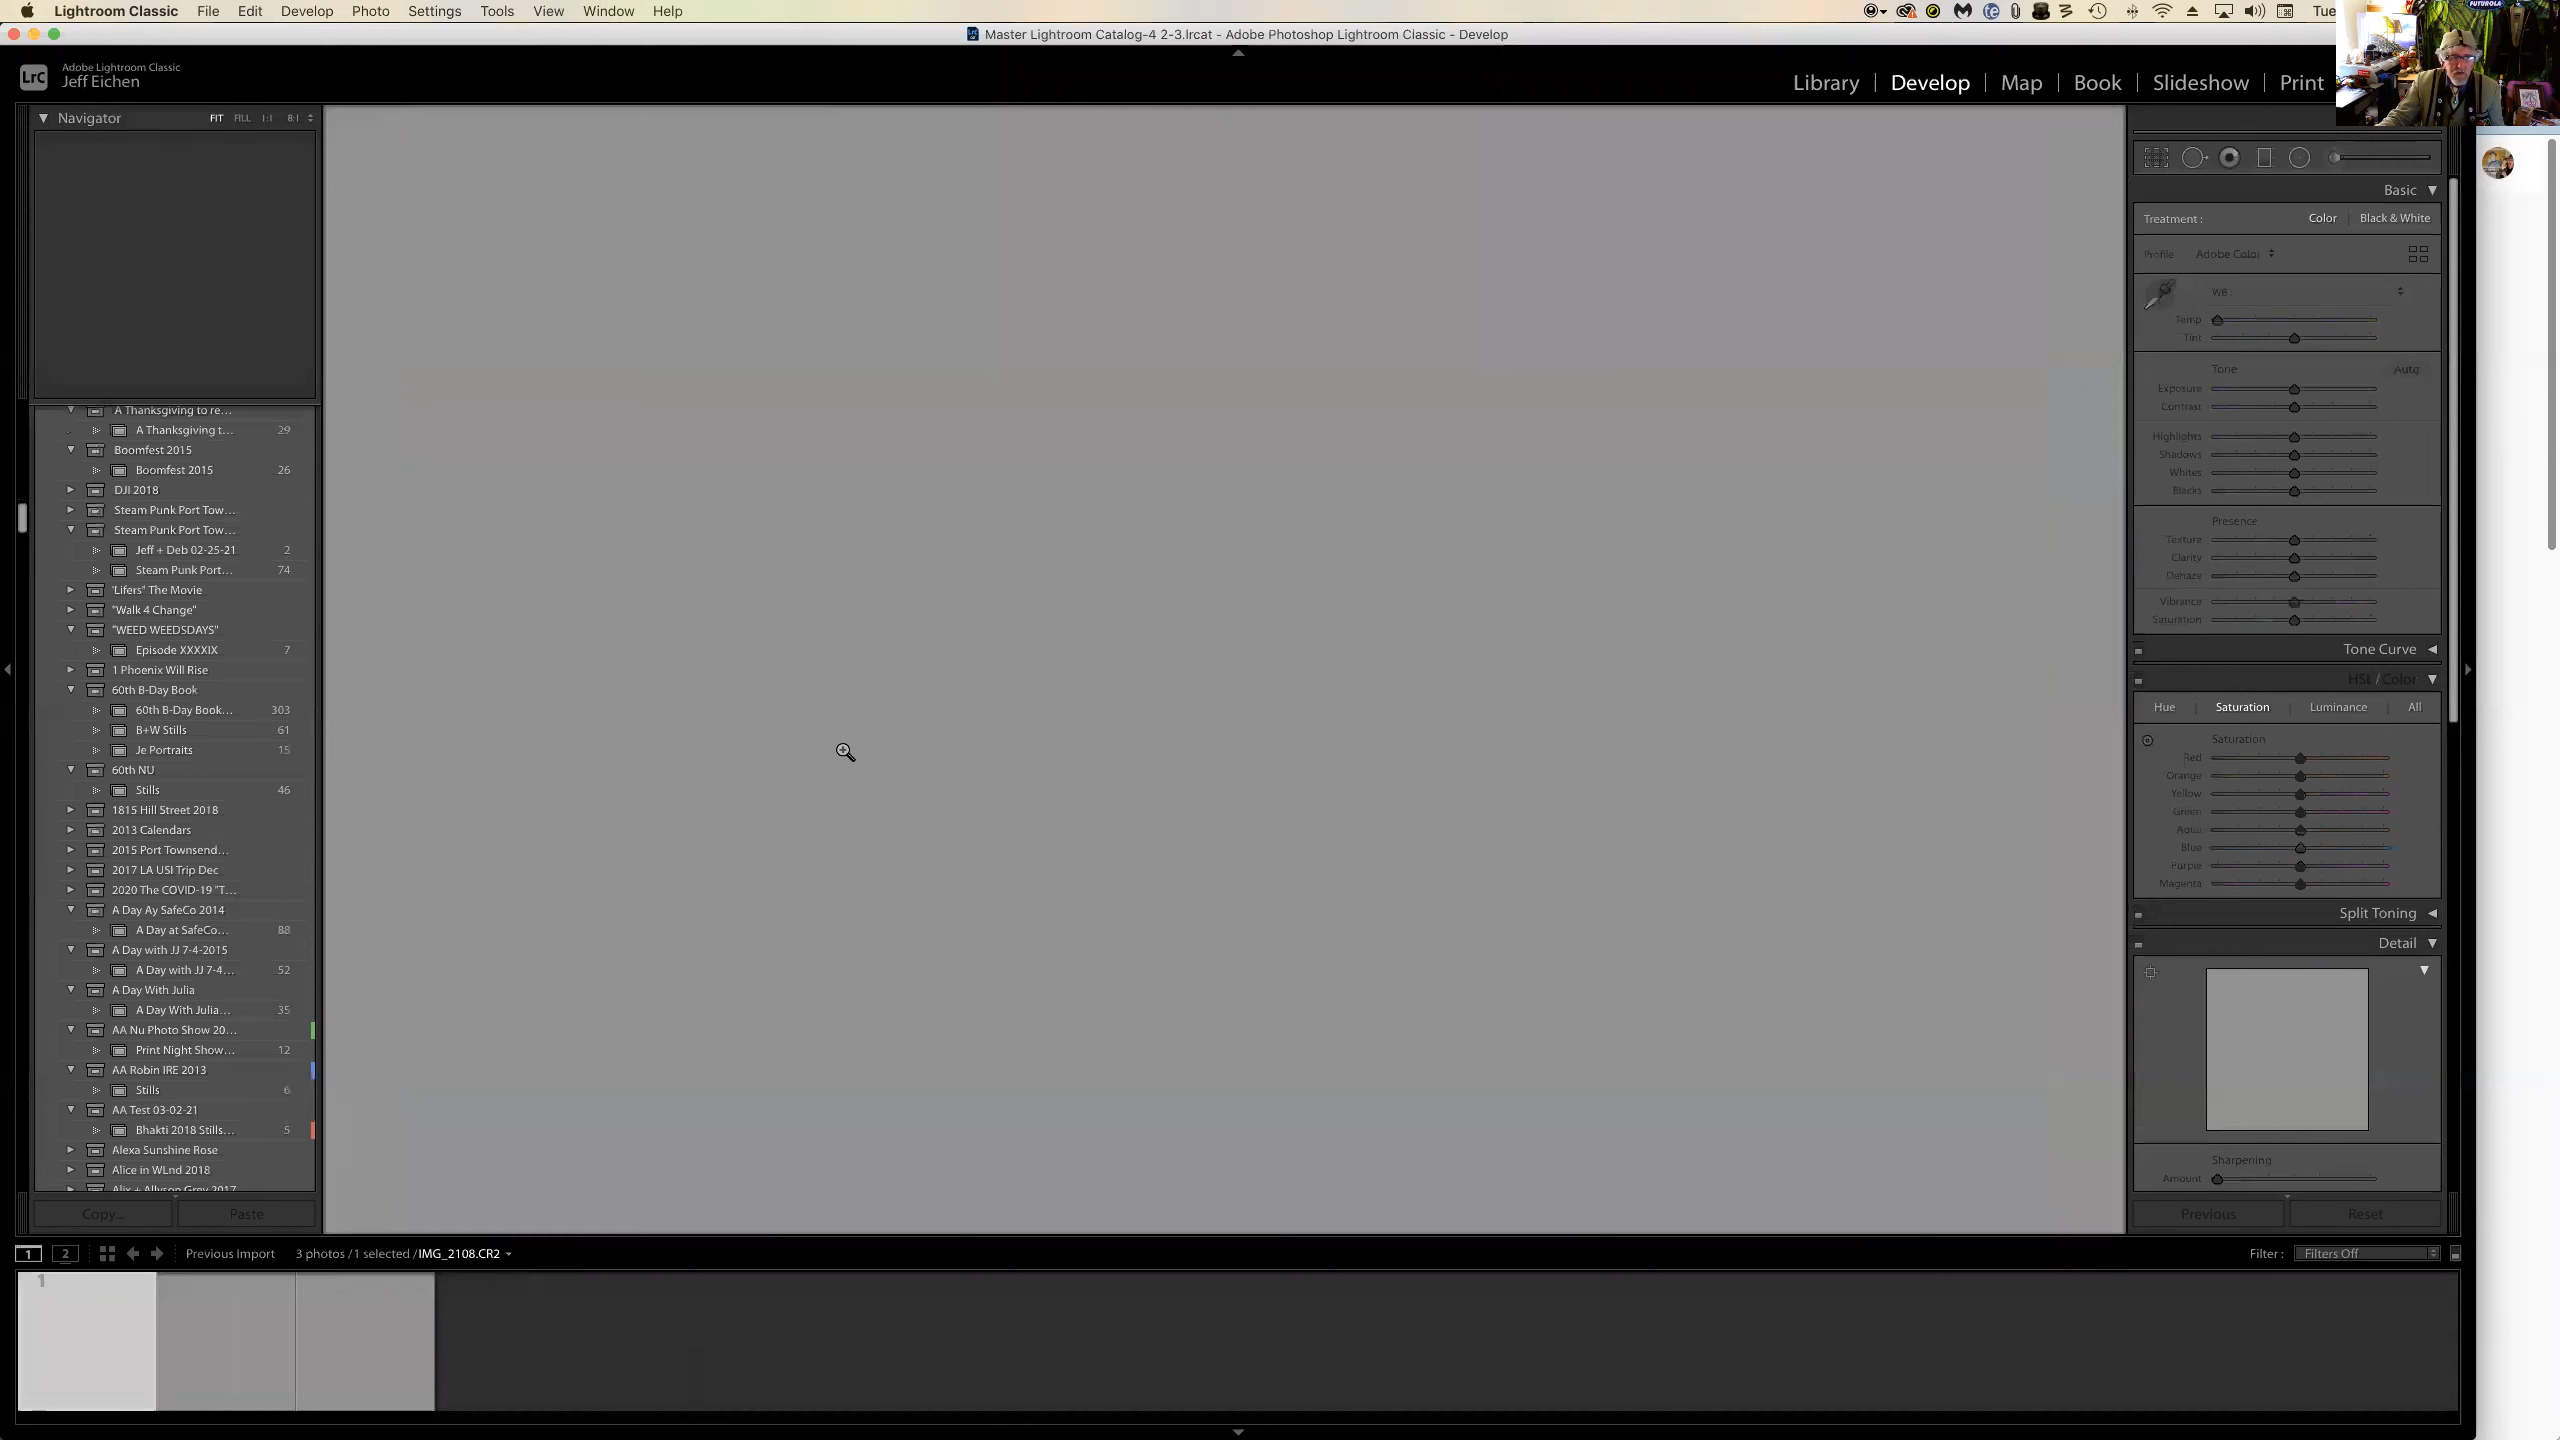 Lightroom Classic File Edit Develop Photo Settings Tools View Window Help Tue
Master Lightroom Catalog-4 2-3.lrcat - Adobe Photoshop Lightroom Classic - Develop
LrC
Adobe Lightroom Classic
Jeff Eichen
Library | Develop | Map | Book | Slideshow | Print
FUTUROLA
Navigator FIT FILL 1:1 8:1
A Thanksgiving to re...
A Thanksgiving t... 29
Boomfest 2015
Boomfest 2015 26
DJI 2018
Steam Punk Port Tow...
Steam Punk Port Tow...
Jeff + Deb 02-25-21 2
Steam Punk Port... 74
'Lifers" The Movie
"Walk 4 Change"
"WEED WEEDSDAYS"
Episode XXXXIX 7
1 Phoenix Will Rise
60th B-Day Book
60th B-Day Book... 303
B+W Stills 61
Je Portraits 15
60th NU
Stills 46
1815 Hill Street 2018
2013 Calendars
2015 Port Townsend...
2017 LA USI Trip Dec
2020 The COVID-19 "T...
A Day Ay SafeCo 2014
A Day at SafeCo... 88
A Day with JJ 7-4-2015
A Day with JJ 7-4... 52
A Day With Julia
A Day With Julia... 35
AA Nu Photo Show 20...
Print Night Show... 12
AA Robin IRE 2013
Stills 6
AA Test 03-02-21
Bhakti 2018 Stills... 5
Alexa Sunshine Rose
Alice in WLnd 2018
Alix + Allyson Grey 2017
Copy... Paste
Basic
Treatment : Color | Black & White
Profile Adobe Color
WB :
Temp
Tint
Tone Auto
Exposure
Contrast
Highlights
Shadows
Whites
Blacks
Presence
Texture
Clarity
Dehaze
Vibrance
Saturation
Tone Curve
HSL / Color
Hue | Saturation | Luminance | All
Saturation
Red
Orange
Yellow
Green
Aqua
Blue
Purple
Magenta
Split Toning
Detail
Sharpening
Amount
Previous Reset
1 2 Previous Import 3 photos / 1 selected / IMG_2108.CR2
Filter : Filters Off
1